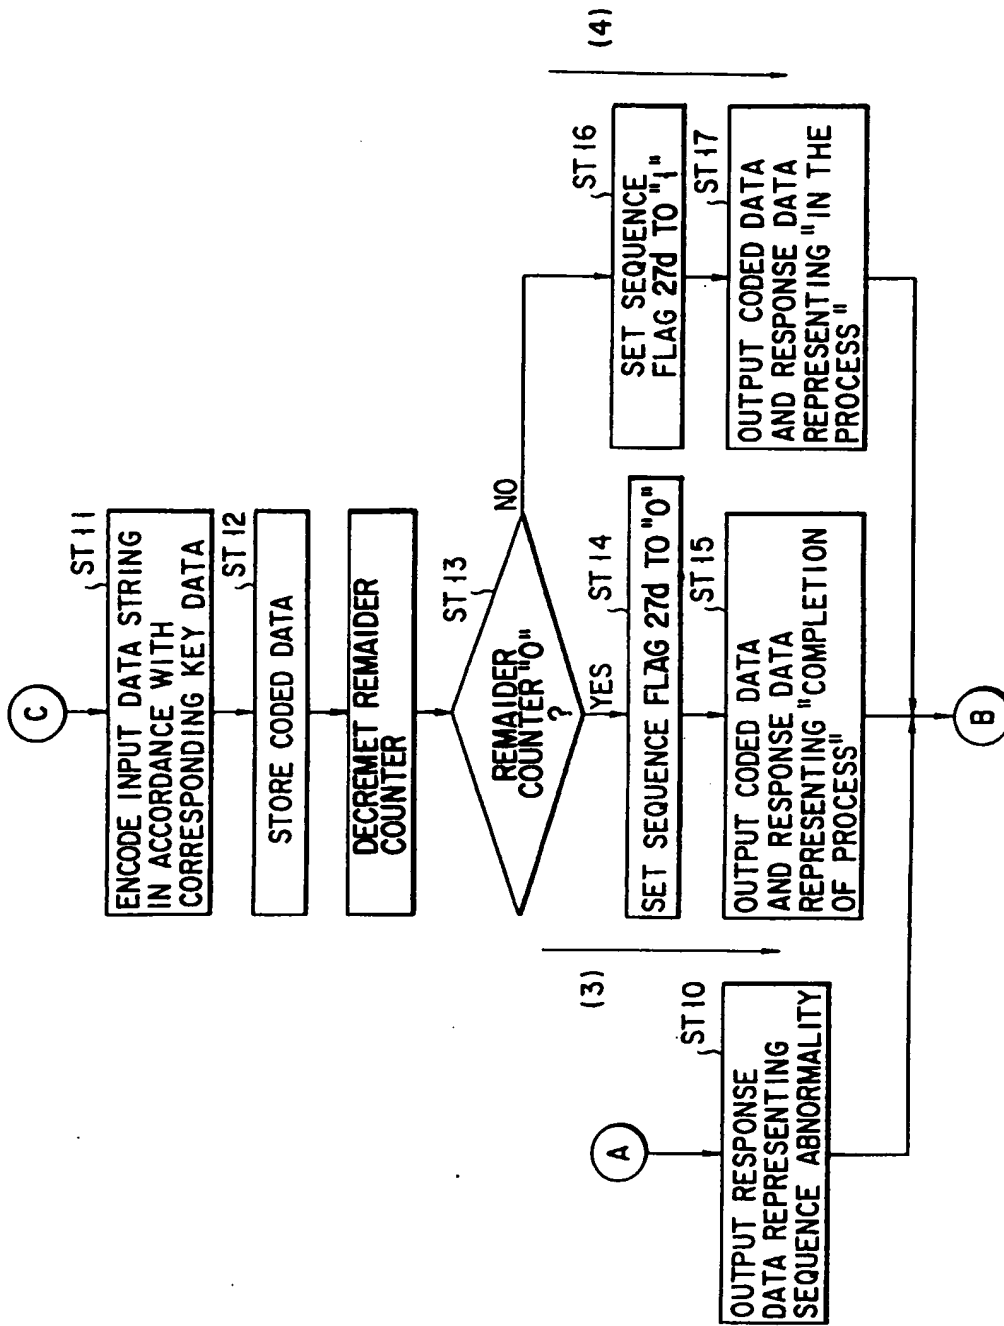 C
ST11
ENCODE INPUT DATA STRING
IN ACCORDANCE WITH
CORRESPONDING KEY DATA
ST12
STORE CODED DATA
DECREMET REMAIDER
COUNTER
ST13
REMAIDER
COUNTER "0"
?
NO
YES
(3)
ST14
SET SEQUENCE FLAG 27d TO "0"
ST15
OUTPUT CODED DATA
AND RESPONSE DATA
REPRESENTING "COMPLETION
OF PROCESS"
(4)
ST16
SET SEQUENCE
FLAG 27d TO "1"
ST17
OUTPUT CODED DATA
AND RESPONSE DATA
REPRESENTING "IN THE
PROCESS"
A
ST10
OUTPUT RESPONSE
DATA REPRESENTING
SEQUENCE ABNORMALITY
B